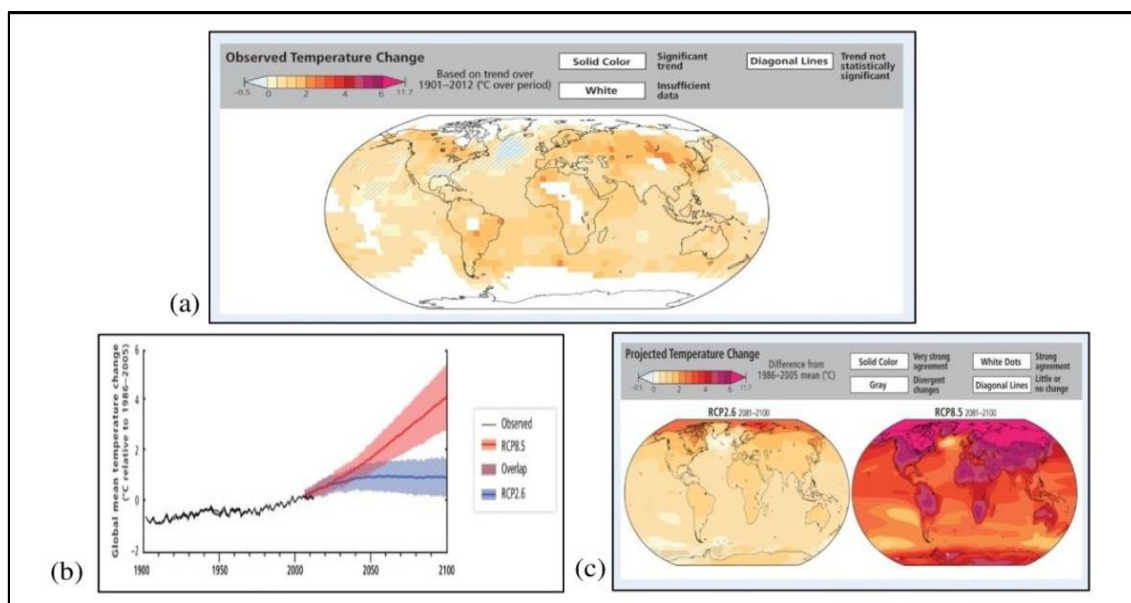 Observed Temperature Change
Based on trend over
1901–2012 (°C over period)
−0.5 0 2 4 6 11.7
Solid Color
Significant
trend
White
Insufficient
data
Diagonal Lines
Trend not
statistically
significant
(a)
Global mean temperature change
(°C relative to 1986–2005)
6
4
2
0
−2
1900 1950 2000 2050 2100
Observed
RCP8.5
Overlap
RCP2.6
(b)
Projected Temperature Change
Difference from
1986–2005 mean (°C)
−0.5 0 2 4 6 11.7
Solid Color
Very strong
agreement
White Dots
Strong
agreement
Gray
Divergent
changes
Diagonal Lines
Little or
no change
RCP2.6 2081–2100
RCP8.5 2081–2100
(c)